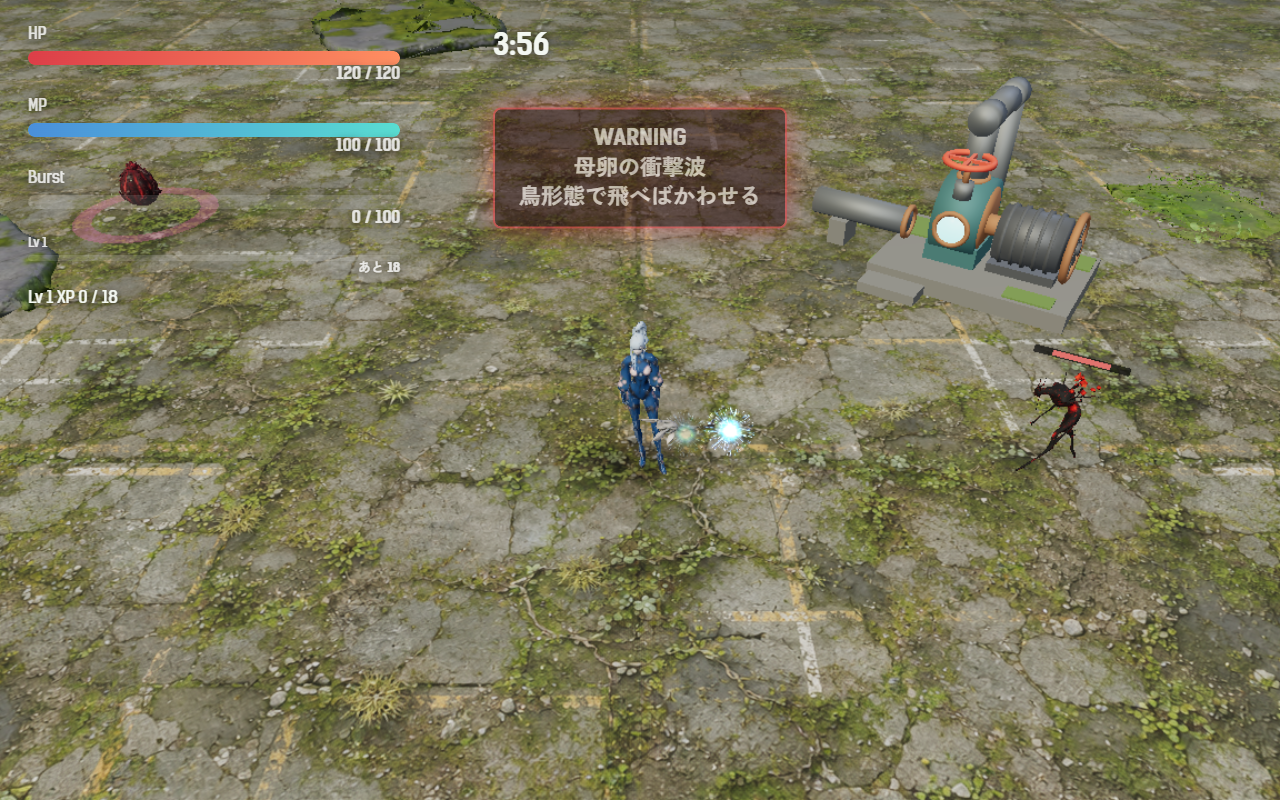 HP
120 / 120
3:56
MP
100 / 100
WARNING
母卵の衝撃波
鳥形態で飛べばかわせる
Burst
0 / 100
Lv 1
あと 18
Lv 1 XP 0 / 18